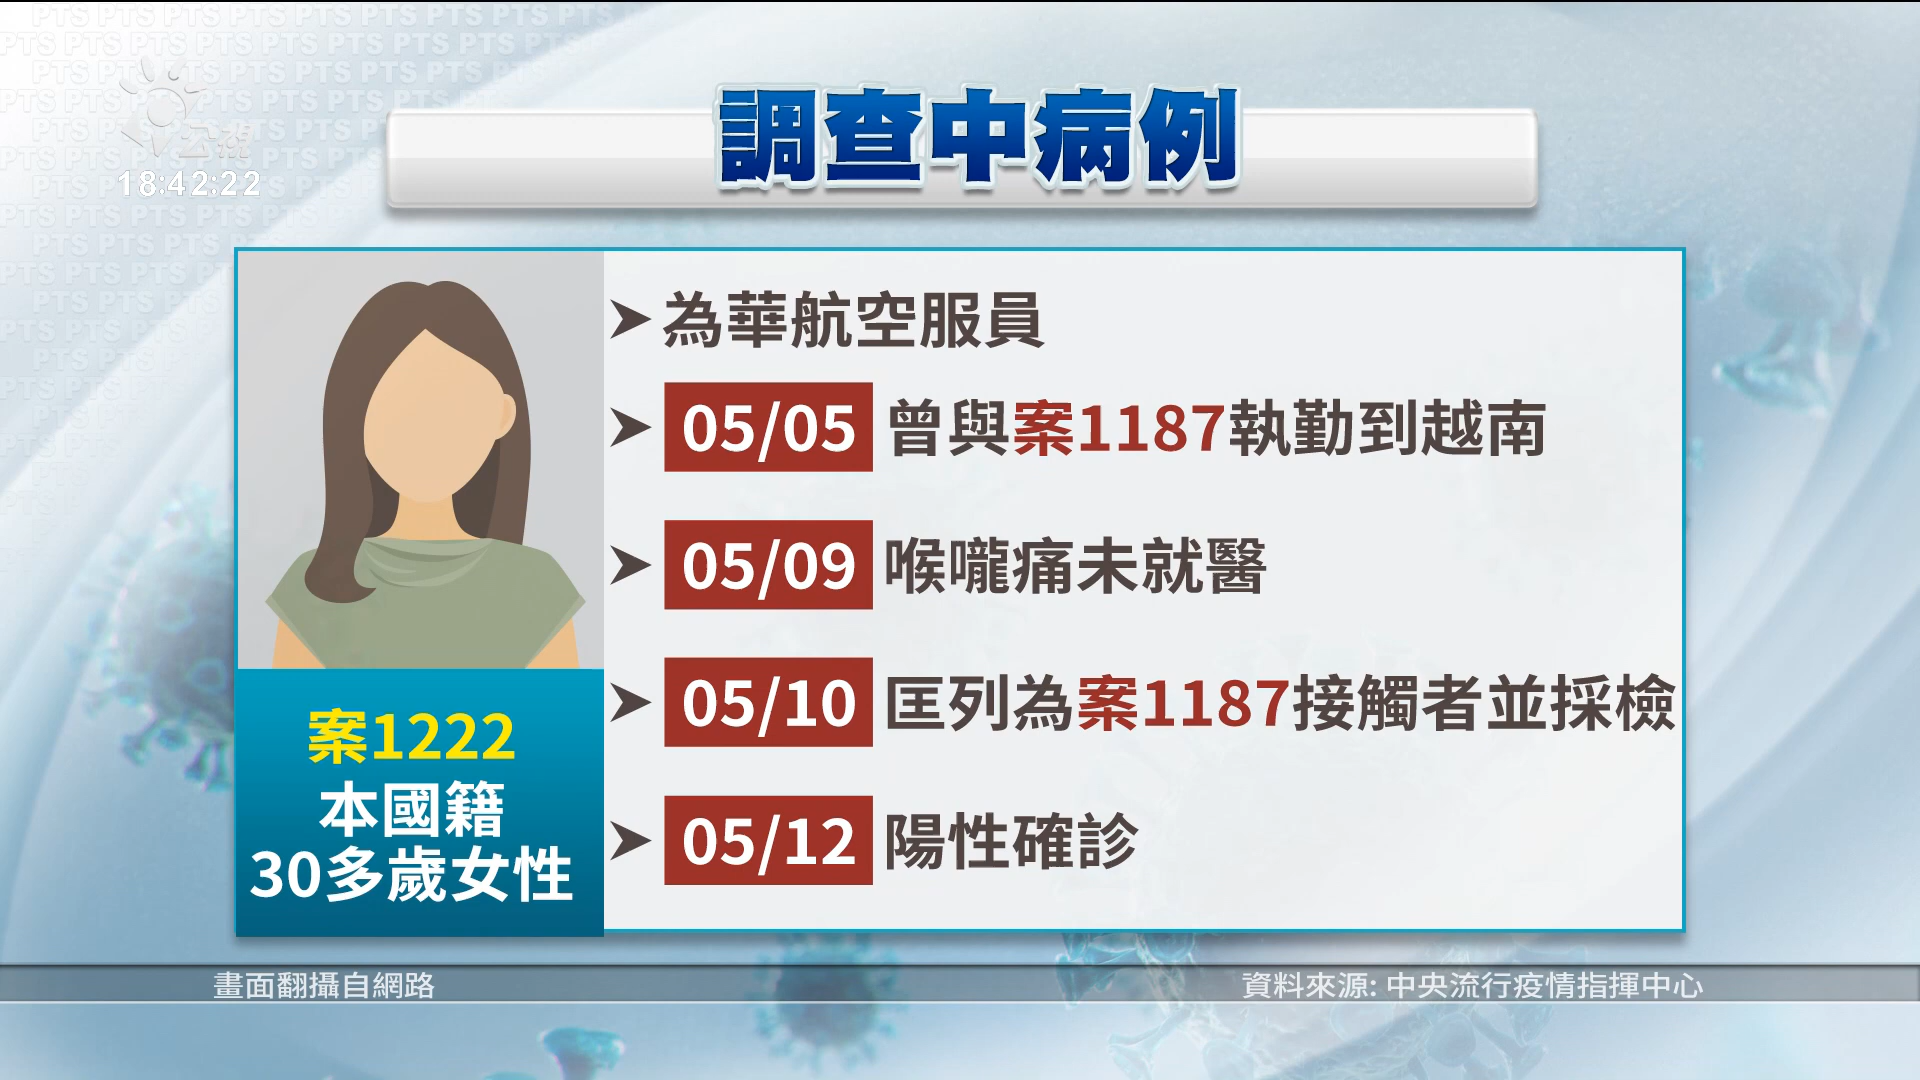 公視
18:42:22
調查中病例
為華航空服員
05/05 曾與案1187執勤到越南
05/09 喉嚨痛未就醫
05/10 匡列為案1187接觸者並採檢
05/12 陽性確診
案1222
本國籍
30多歲女性
畫面翻攝自網路
資料來源: 中央流行疫情指揮中心